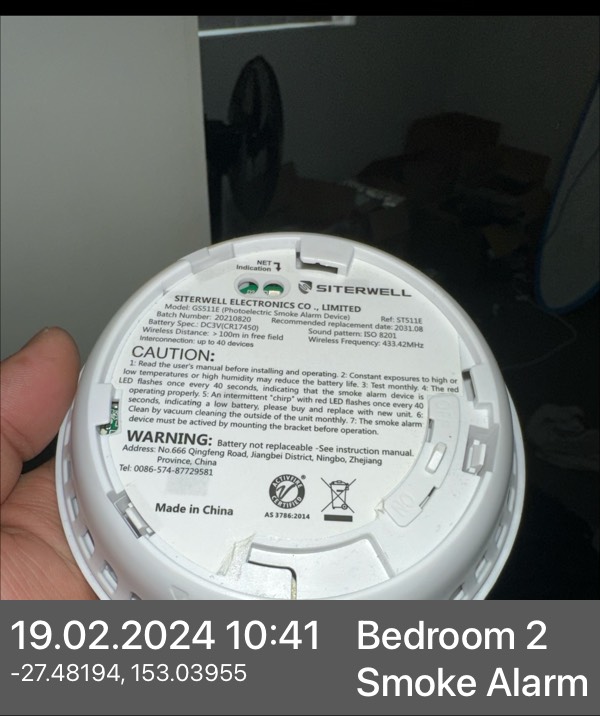 NET
Indication
SITERWELL
SITERWELL ELECTRONICS CO ., LIMITED
Model: GS511E (Photoelectric Smoke Alarm Device)
Ref: ST511E
Batch Number: 20210820
Recommended replacement date: 2031.08
Battery Spec.: DC3V(CR17450)
Sound pattern: ISO 8201
Wireless Distance: >100m in free field
Wireless Frequency: 433.42MHz
Interconnection: up to 40 devices
CAUTION:
1: Read the user's manual before installing and operating. 2: Constant exposures to high or
low temperatures or high humidity may reduce the battery life. 3: Test monthly. 4: The red
LED flashes once every 40 seconds, indicating that the smoke alarm device is
operating properly. 5: An intermittent "chirp" with red LED flashes once every 40
seconds, indicating a low battery, please buy and replace with new unit. 6:
Clean by vacuum cleaning the outside of the unit monthly. 7: The smoke alarm
device must be actived by mounting the bracket before operation.
WARNING: Battery not replaceable -See instruction manual.
Address: No.666 Qingfeng Road, Jiangbei District, Ningbo, Zhejiang
Province, China
Tel: 0086-574-87729581
ACTIVFIRE
CERTIFIED
Made in China
AS 3786:2014
19.02.2024 10:41
-27.48194, 153.03955
Bedroom 2
Smoke Alarm